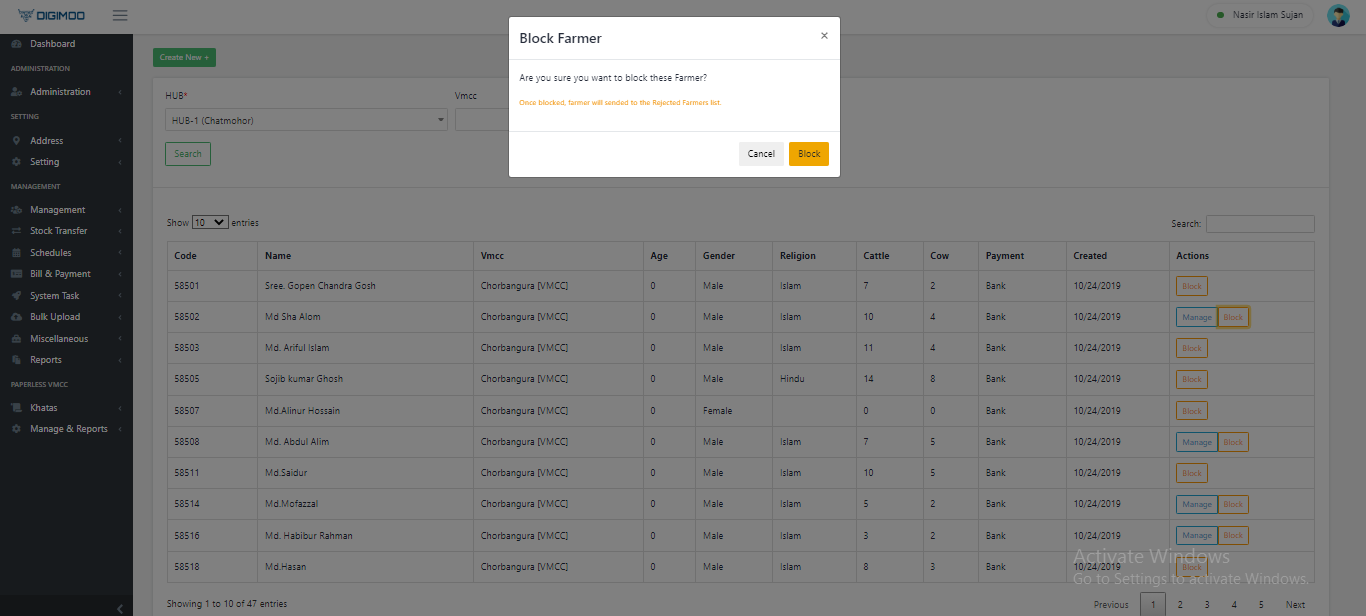 DIGIMOO
Nasir Islam Sujan
Dashboard
ADMINISTRATION
Administration
SETTING
Address
Setting
MANAGEMENT
Management
Stock Transfer
Schedules
Bill & Payment
System Task
Bulk Upload
Miscellaneous
Reports
PAPERLESS VMCC
Khatas
Manage & Reports
Block Farmer ×
Are you sure you want to block these Farmer?
Once blocked, farmer will sended to the Rejected Farmers list.
Cancel Block
Create New +
HUB* Vmcc
HUB-1 (Chatmohor)
Search
Show 10 entries Search:
Code Name Vmcc Age Gender Religion Cattle Cow Payment Created Actions
58501 Sree. Gopen Chandra Gosh Chorbangura [VMCC] 0 Male Islam 7 2 Bank 10/24/2019 Block
58502 Md Sha Alom Chorbangura [VMCC] 0 Male Islam 10 4 Bank 10/24/2019 Manage Block
58503 Md. Ariful Islam Chorbangura [VMCC] 0 Male Islam 11 4 Bank 10/24/2019 Block
58505 Sojib kumar Ghosh Chorbangura [VMCC] 0 Male Hindu 14 8 Bank 10/24/2019 Block
58507 Md.Alinur Hossain Chorbangura [VMCC] 0 Female 0 0 Bank 10/24/2019 Block
58508 Md. Abdul Alim Chorbangura [VMCC] 0 Male Islam 7 5 Bank 10/24/2019 Manage Block
58511 Md.Saidur Chorbangura [VMCC] 0 Male Islam 10 5 Bank 10/24/2019 Block
58514 Md.Mofazzal Chorbangura [VMCC] 0 Male Islam 5 2 Bank 10/24/2019 Manage Block
58516 Md. Habibur Rahman Chorbangura [VMCC] 0 Male Islam 3 2 Bank 10/24/2019 Manage Block
58518 Md.Hasan Chorbangura [VMCC] 0 Male Islam 8 3 Bank 10/24/2019 Block
Activate Windows
Go to Settings to activate Windows.
Showing 1 to 10 of 47 entries Previous 1 2 3 4 5 Next